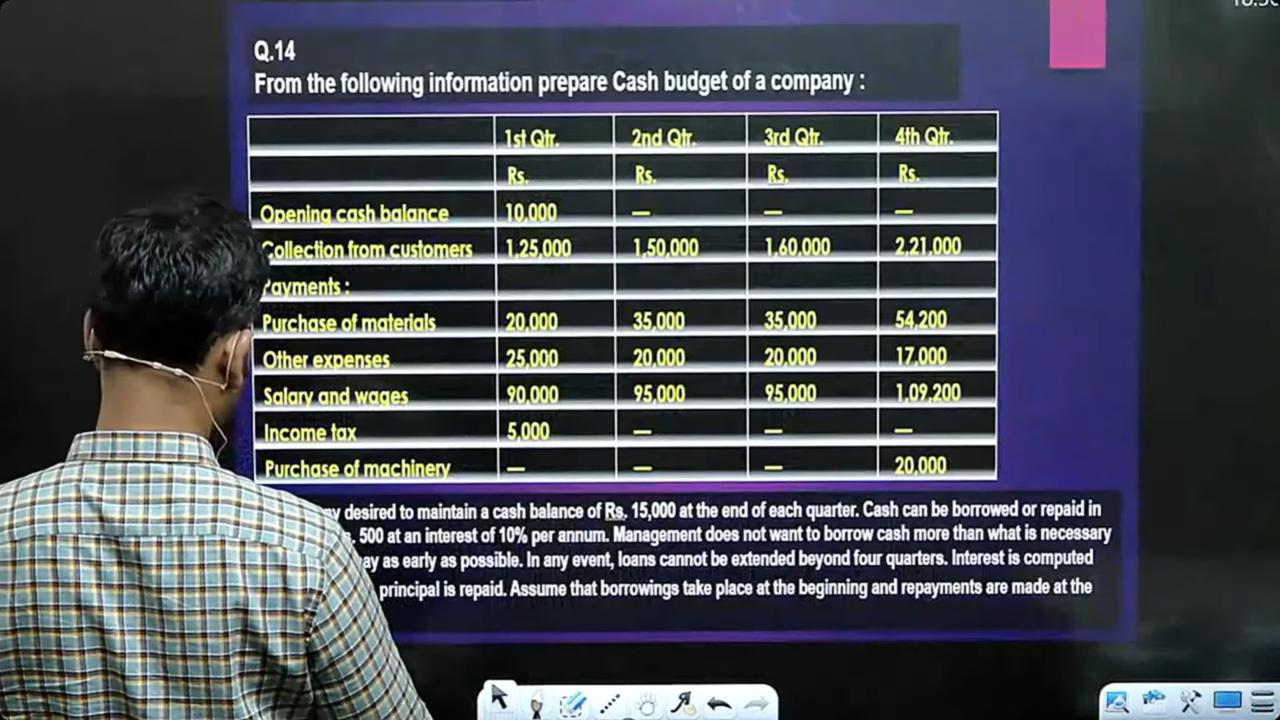 Q.14
From the following information prepare Cash budget of a company :
1st Qtr. 2nd Qtr. 3rd Qtr. 4th Qtr.
Rs. Rs. Rs. Rs.
Opening cash balance 10,000 — — —
Collection from customers 1,25,000 1,50,000 1,60,000 2,21,000
Payments :
Purchase of materials 20,000 35,000 35,000 54,200
Other expenses 25,000 20,000 20,000 17,000
Salary and wages 90,000 95,000 95,000 1,09,200
Income tax 5,000 — — —
Purchase of machinery — — — 20,000
desired to maintain a cash balance of Rs. 15,000 at the end of each quarter. Cash can be borrowed or repaid in
500 at an interest of 10% per annum. Management does not want to borrow cash more than what is necessary
as early as possible. In any event, loans cannot be extended beyond four quarters. Interest is computed
principal is repaid. Assume that borrowings take place at the beginning and repayments are made at the